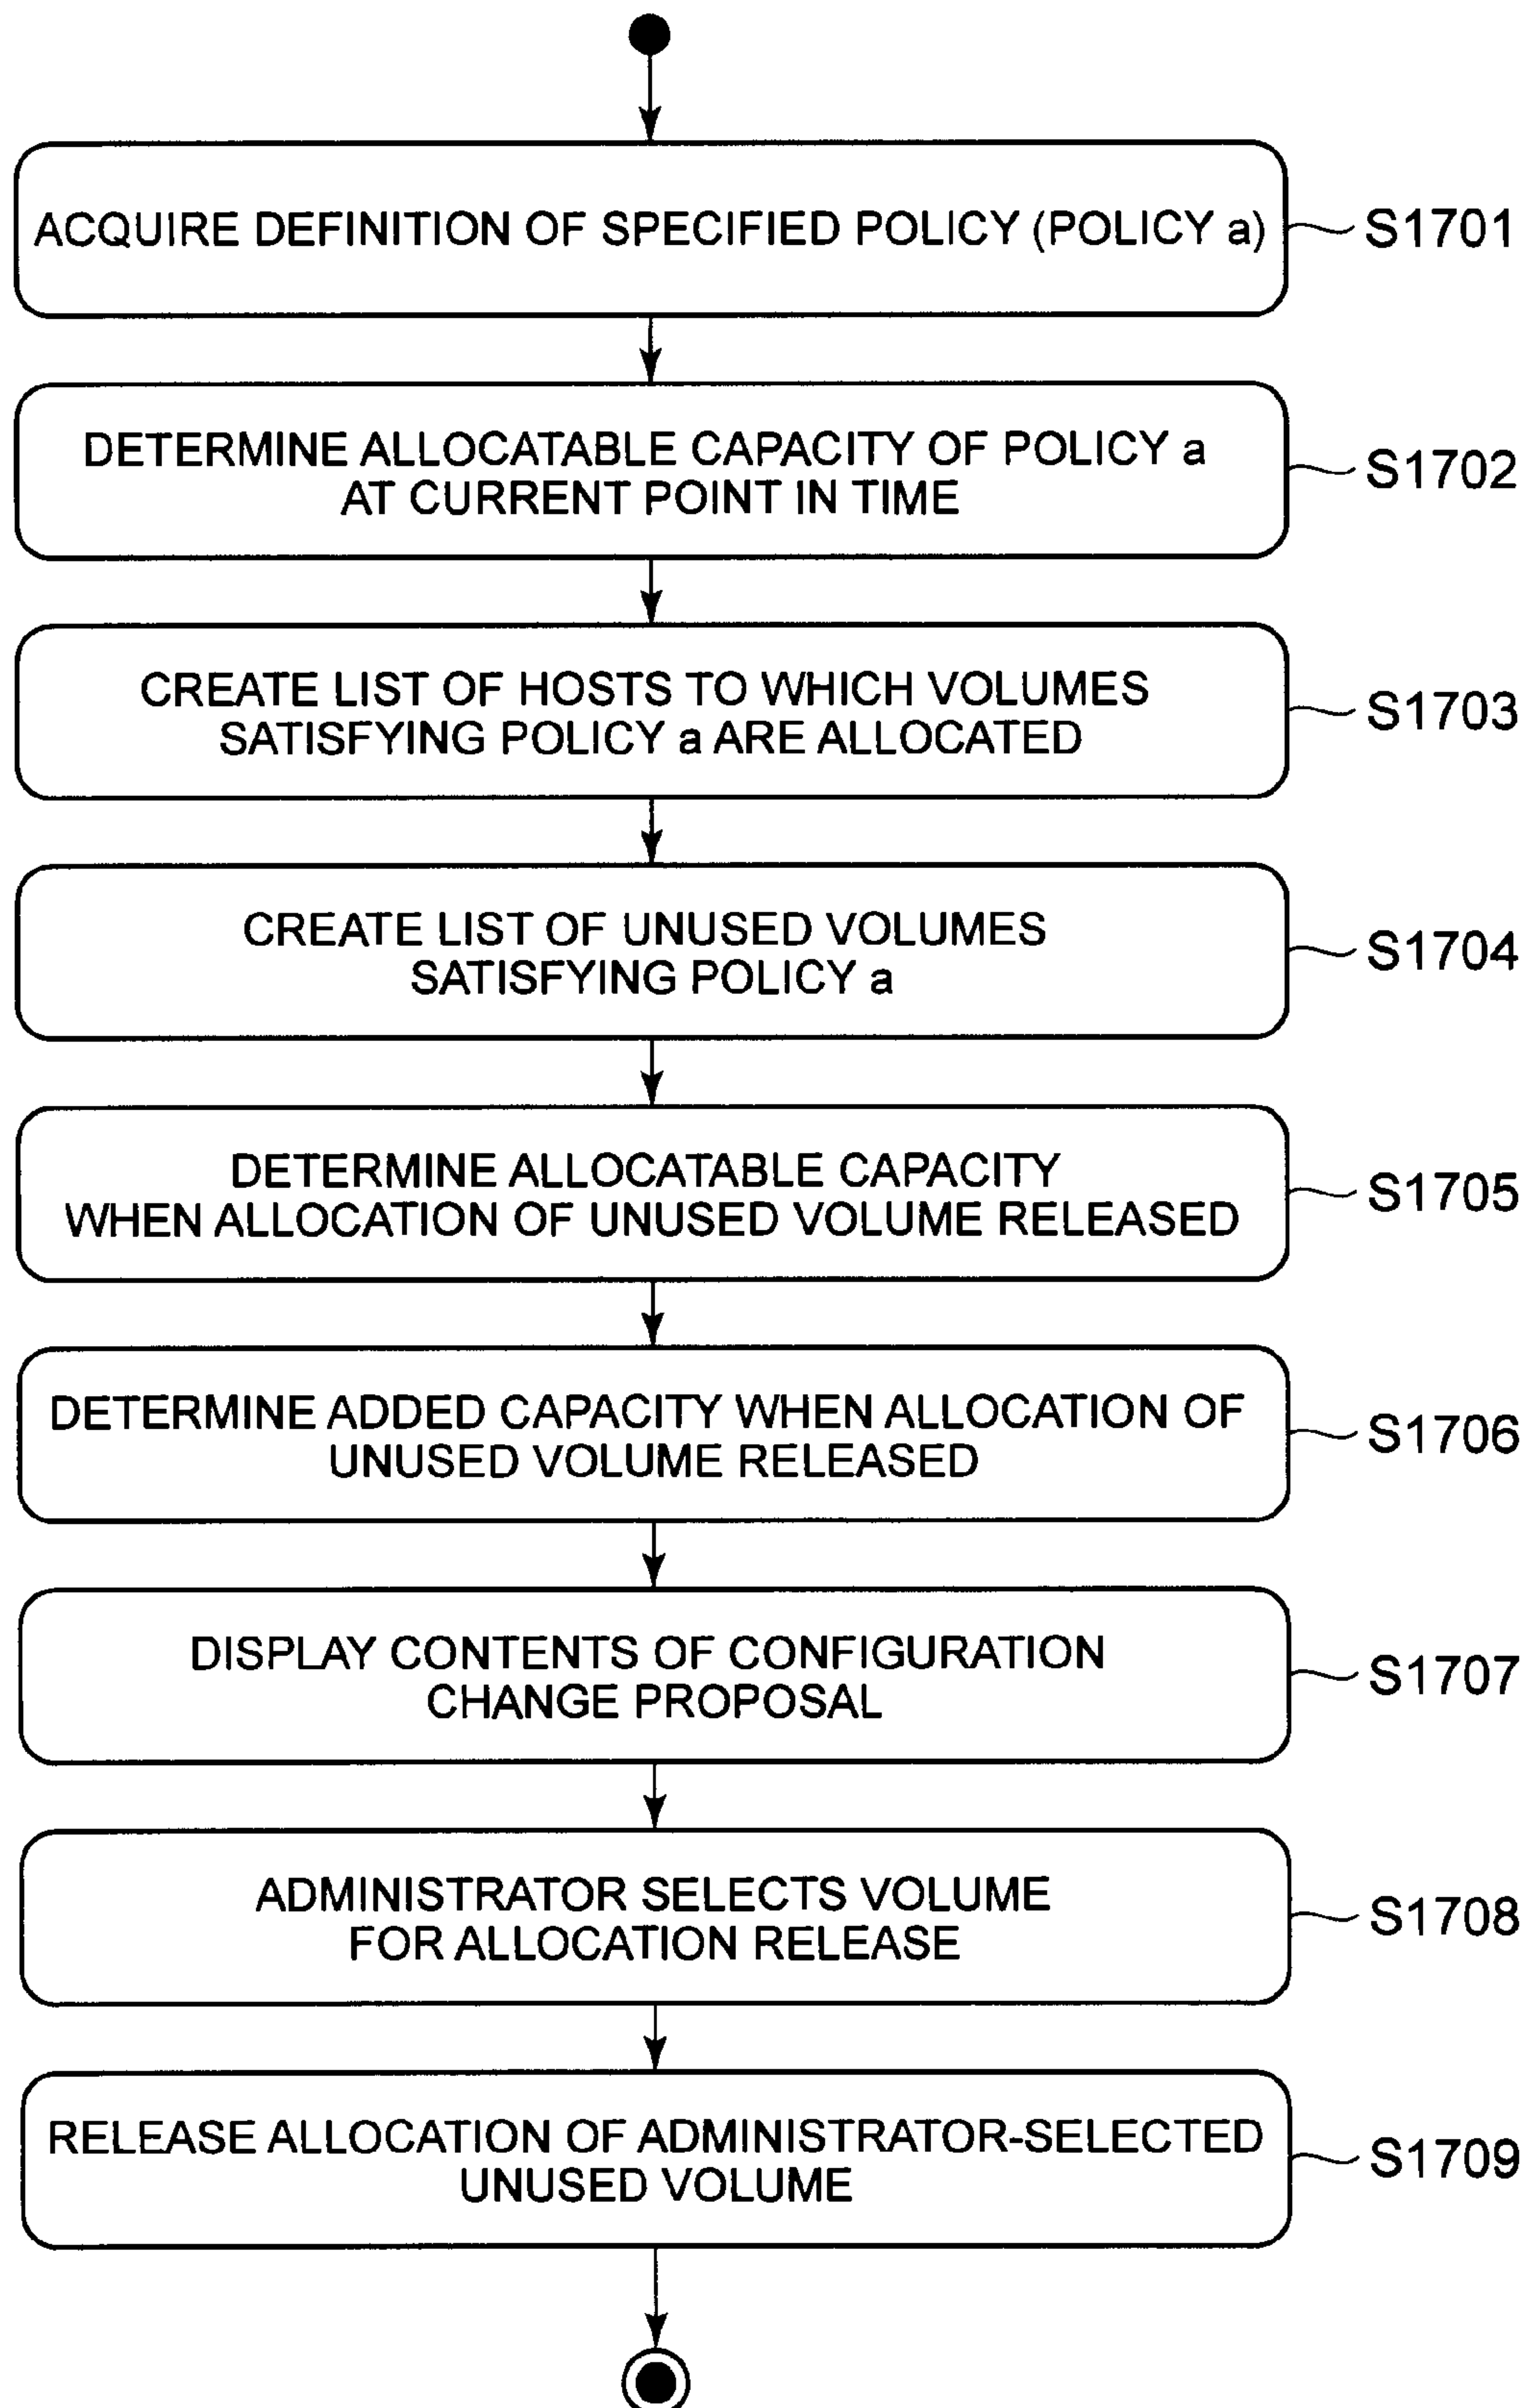 ACQUIRE DEFINITION OF SPECIFIED POLICY (POLICY a)
S1701
DETERMINE ALLOCATABLE CAPACITY OF POLICY a
AT CURRENT POINT IN TIME
S1702
CREATE LIST OF HOSTS TO WHICH VOLUMES
SATISFYING POLICY a ARE ALLOCATED
S1703
CREATE LIST OF UNUSED VOLUMES
SATISFYING POLICY a
S1704
DETERMINE ALLOCATABLE CAPACITY
WHEN ALLOCATION OF UNUSED VOLUME RELEASED
S1705
DETERMINE ADDED CAPACITY WHEN ALLOCATION OF
UNUSED VOLUME RELEASED
S1706
DISPLAY CONTENTS OF CONFIGURATION
CHANGE PROPOSAL
S1707
ADMINISTRATOR SELECTS VOLUME
FOR ALLOCATION RELEASE
S1708
RELEASE ALLOCATION OF ADMINISTRATOR-SELECTED
UNUSED VOLUME
S1709